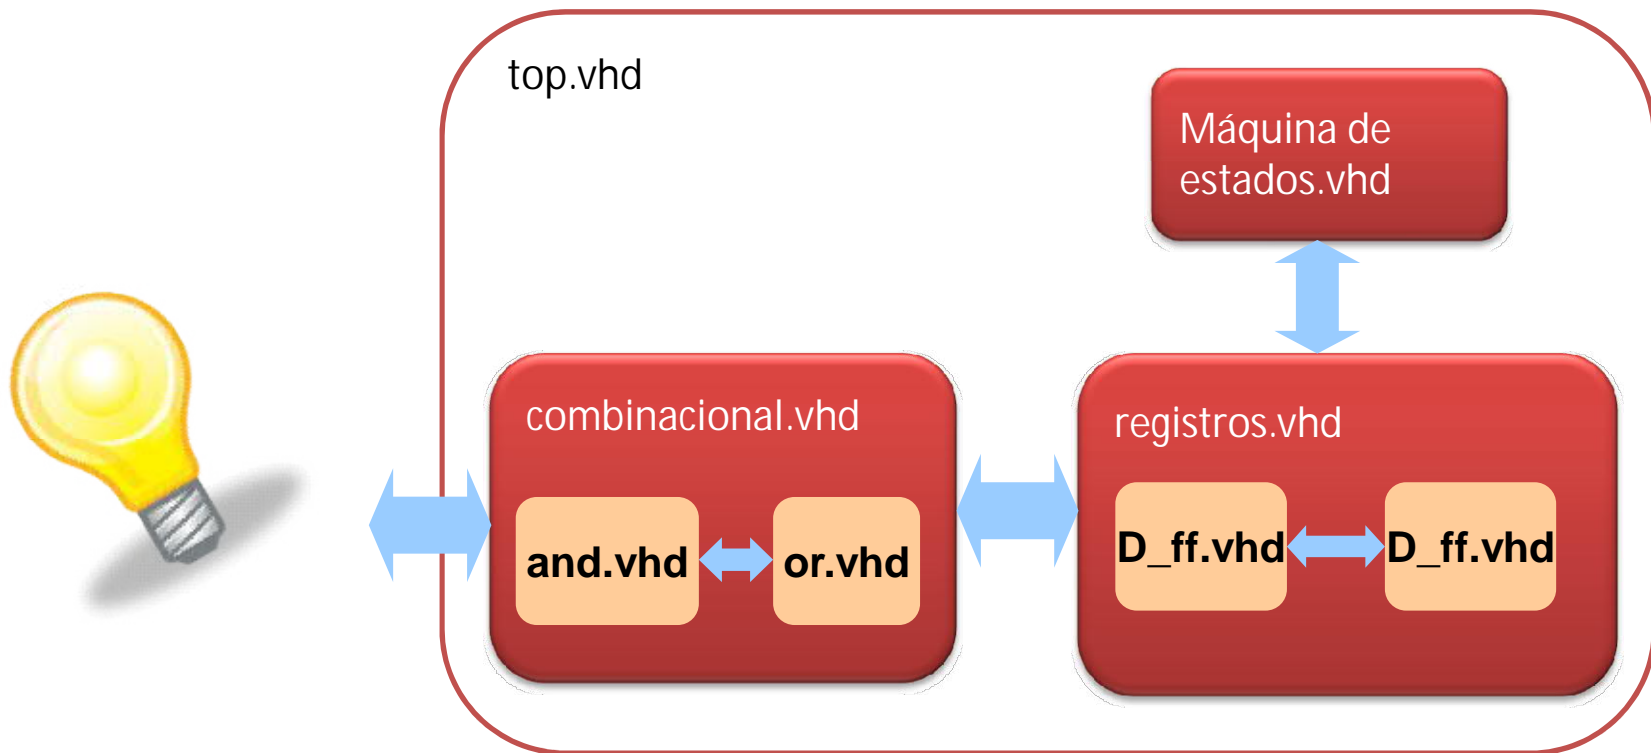 top.vhd
Máquina de
estados.vhd
combinacional.vhd
registros.vhd
and.vhd
or.vhd
D_ff.vhd
D_ff.vhd